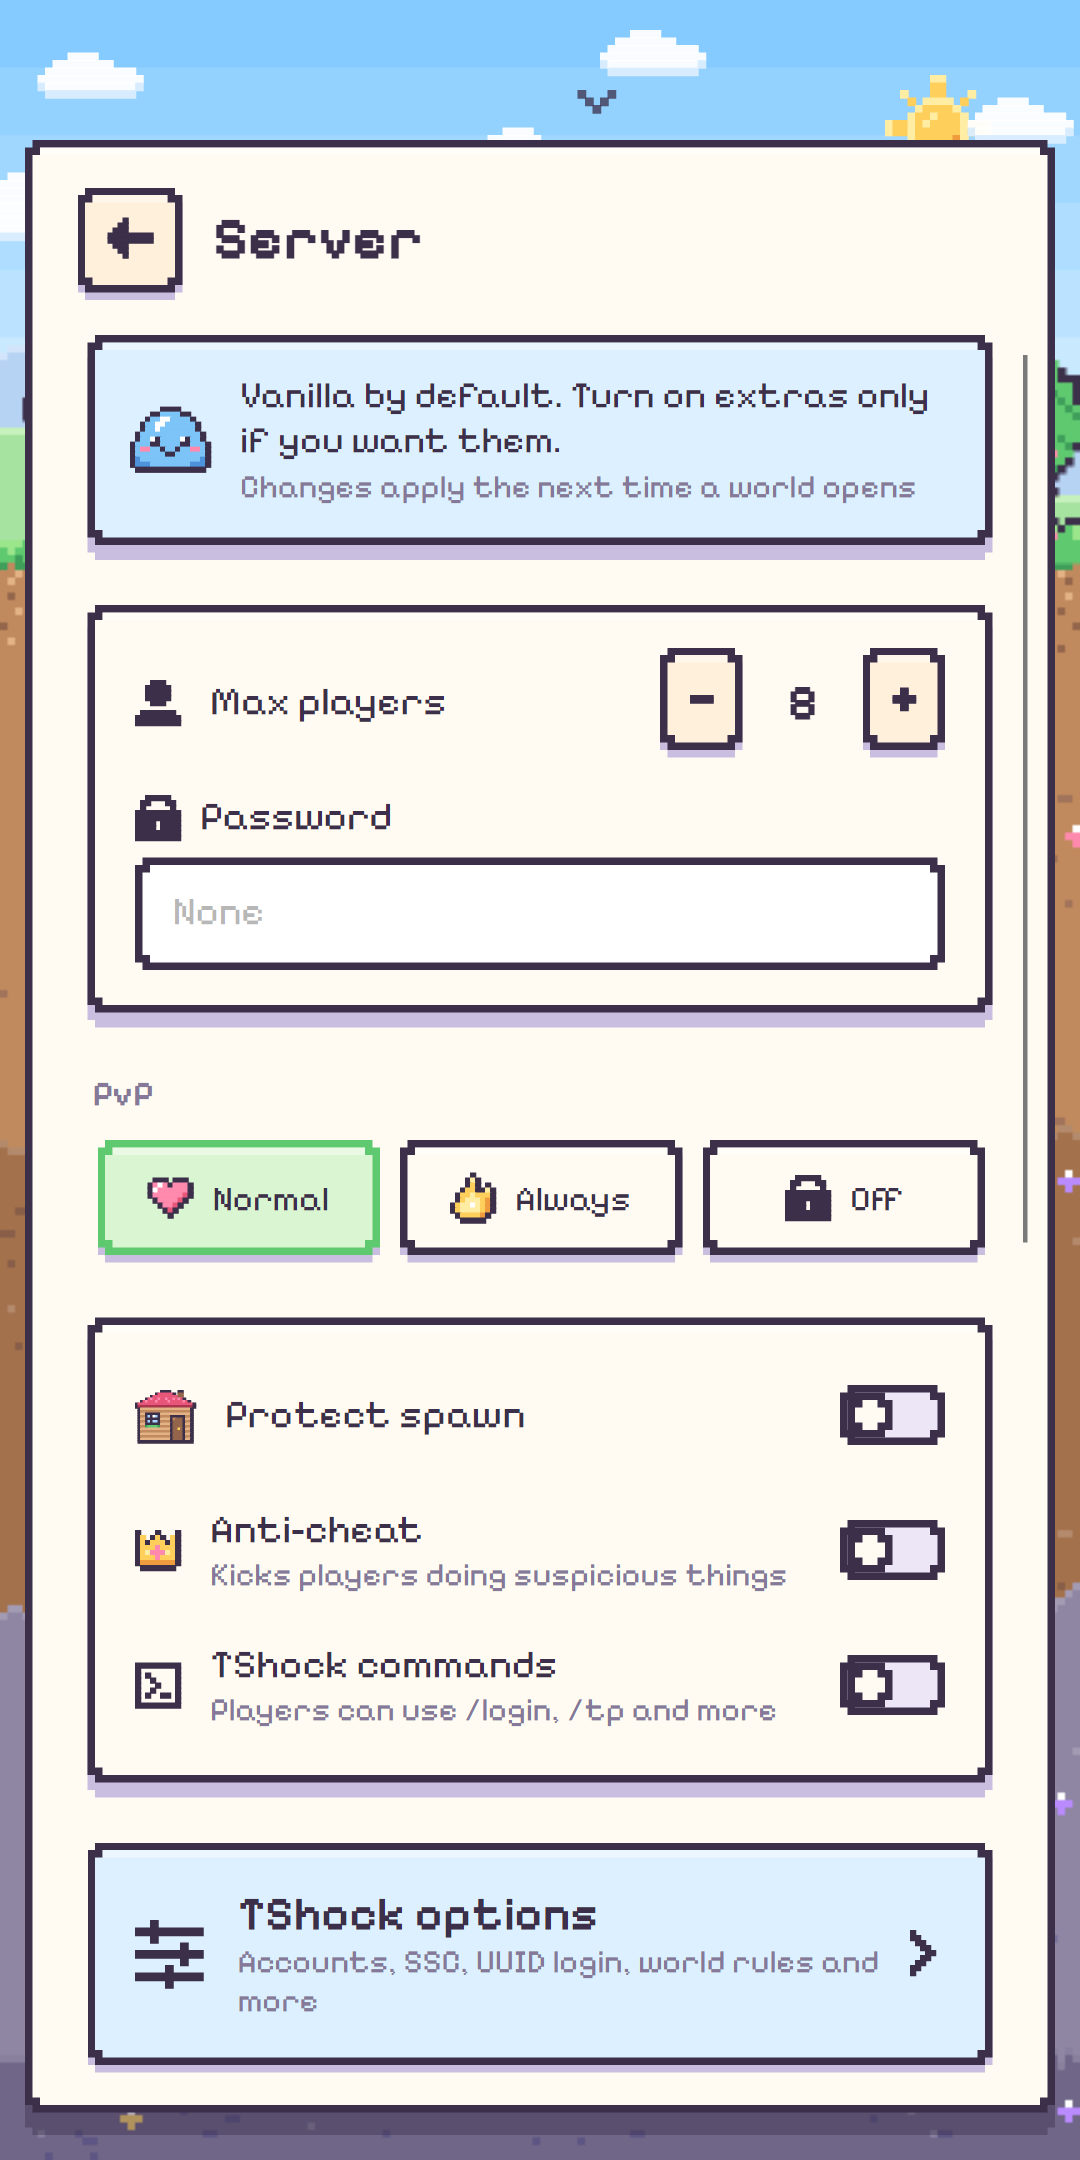 Server
Vanilla by default. Turn on extras only
if you want them.
Changes apply the next time a world opens
Max players
- 8 +
Password
None
PvP
Normal Always Off
Protect spawn
Anti-cheat
Kicks players doing suspicious things
TShock commands
Players can use /login, /tp and more
TShock options
Accounts, SSC, UUID login, world rules and
more